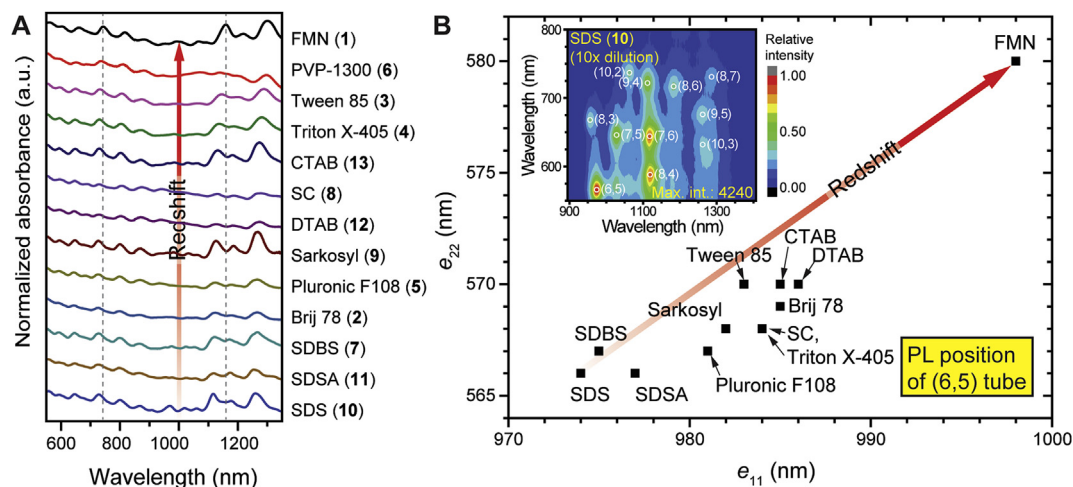 A
Normalized absorbance (a.u.)
Redshift
FMN (1)
PVP-1300 (6)
Tween 85 (3)
Triton X-405 (4)
CTAB (13)
SC (8)
DTAB (12)
Sarkosyl (9)
Pluronic F108 (5)
Brij 78 (2)
SDBS (7)
SDSA (11)
SDS (10)
600 800 1000 1200
Wavelength (nm)
B
e22 (nm)
580
575
570
565
970 980 990 1000
e11 (nm)
SDS (10)
(10x dilution)
Wavelength (nm)
800
700
600
900 1100 1300
Wavelength (nm)
(10,2)
(9,4)
(8,6)
(8,7)
(8,3)
(7,5)
(7,6)
(9,5)
(10,3)
(8,4)
(6,5)
Max. int.: 4240
Relative
intensity
1.00
0.50
0.00
FMN
Redshift
Tween 85
CTAB
DTAB
Brij 78
Sarkosyl
SC,
Triton X-405
SDBS
Pluronic F108
SDS
SDSA
PL position
of (6,5) tube